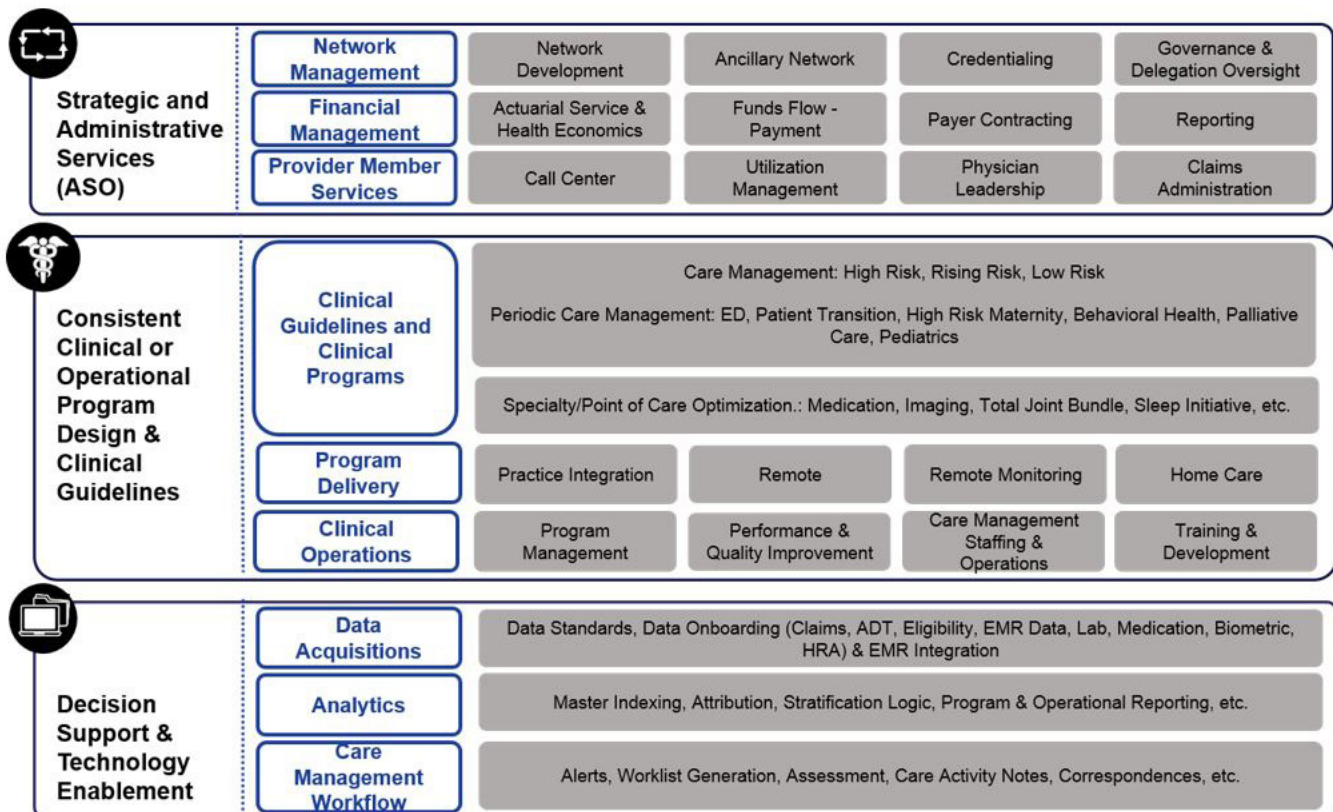 Strategic and
Administrative
Services
(ASO)
Network
Management
Network
Development
Ancillary Network
Credentialing
Governance &
Delegation Oversight
Financial
Management
Actuarial Service &
Health Economics
Funds Flow -
Payment
Payer Contracting
Reporting
Provider Member
Services
Call Center
Utilization
Management
Physician
Leadership
Claims
Administration
Consistent
Clinical or
Operational
Program
Design &
Clinical
Guidelines
Clinical
Guidelines and
Clinical
Programs
Care Management: High Risk, Rising Risk, Low Risk
Periodic Care Management: ED, Patient Transition, High Risk Maternity, Behavioral Health, Palliative
Care, Pediatrics
Specialty/Point of Care Optimization.: Medication, Imaging, Total Joint Bundle, Sleep Initiative, etc.
Program
Delivery
Practice Integration
Remote
Remote Monitoring
Home Care
Clinical
Operations
Program
Management
Performance &
Quality Improvement
Care Management
Staffing &
Operations
Training &
Development
Decision
Support &
Technology
Enablement
Data
Acquisitions
Data Standards, Data Onboarding (Claims, ADT, Eligibility, EMR Data, Lab, Medication, Biometric,
HRA) & EMR Integration
Analytics
Master Indexing, Attribution, Stratification Logic, Program & Operational Reporting, etc.
Care
Management
Workflow
Alerts, Worklist Generation, Assessment, Care Activity Notes, Correspondences, etc.